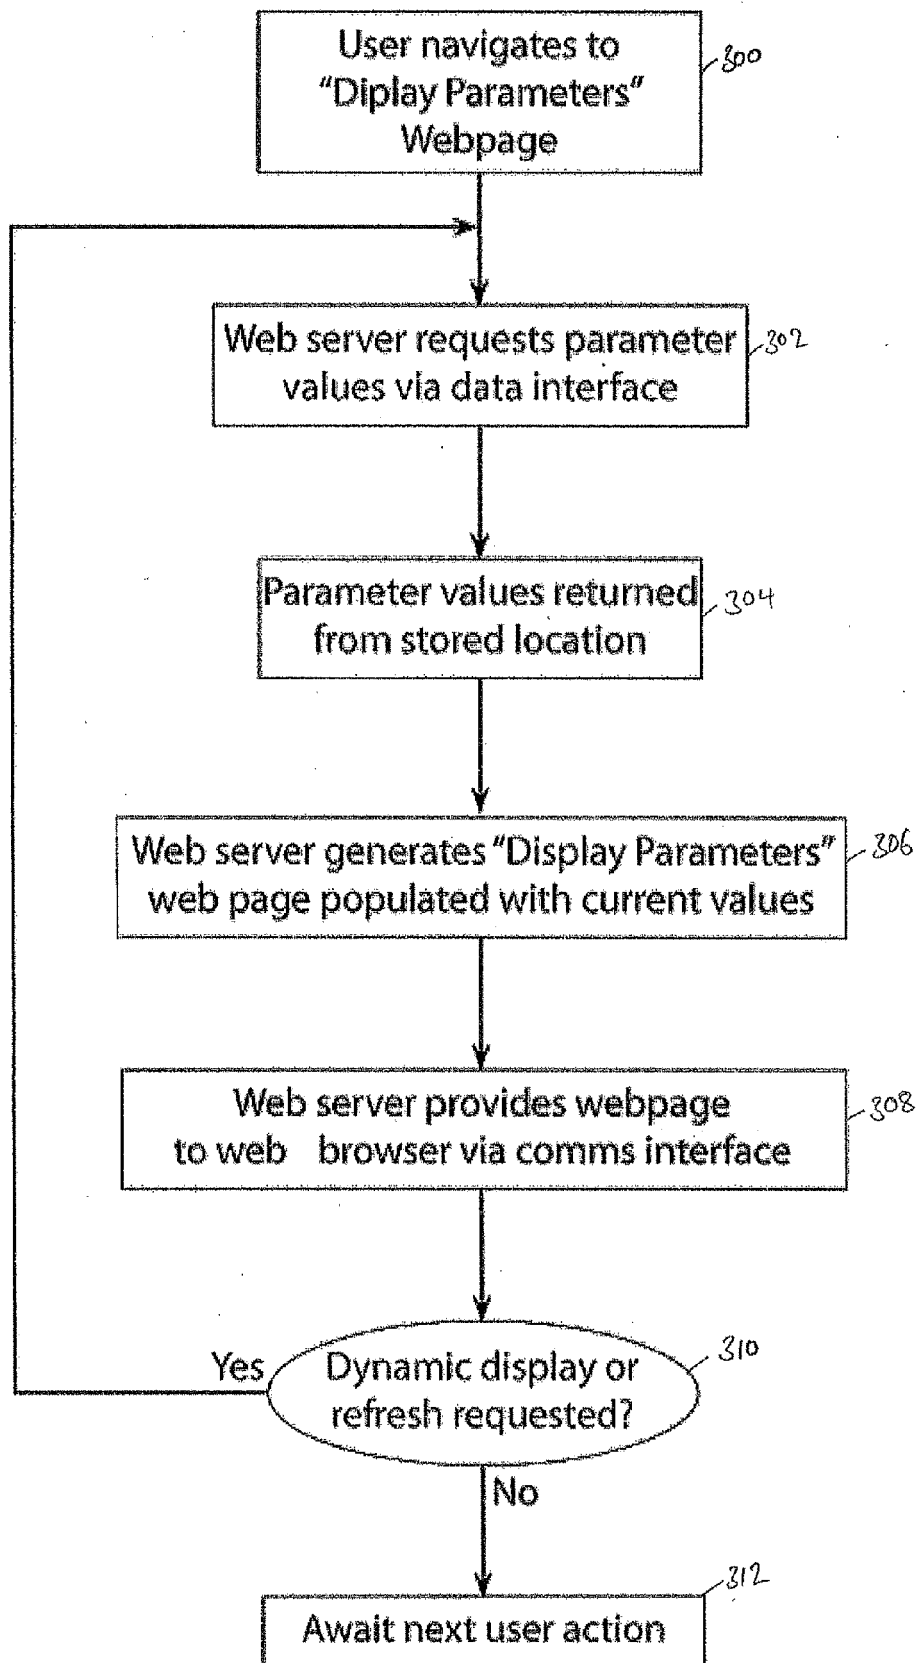 User navigates to
“Diplay Parameters”
Webpage
300
Web server requests parameter
values via data interface
302
Parameter values returned
from stored location
304
Web server generates “Display Parameters”
web page populated with current values
306
Web server provides webpage
to web browser via comms interface
308
Yes
Dynamic display or
refresh requested?
310
No
312
Await next user action